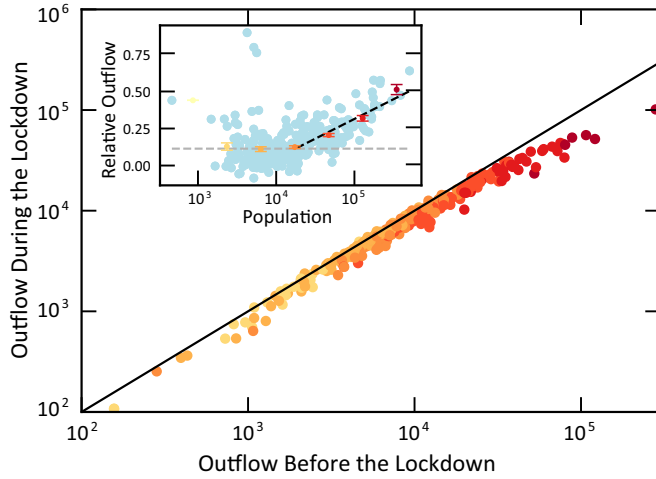 10^6
10^5
10^4
10^3
10^2
Outflow During the Lockdown
0.75
0.50
0.25
0.00
Relative Outflow
10^3 10^4 10^5
Population
10^2 10^3 10^4 10^5
Outflow Before the Lockdown